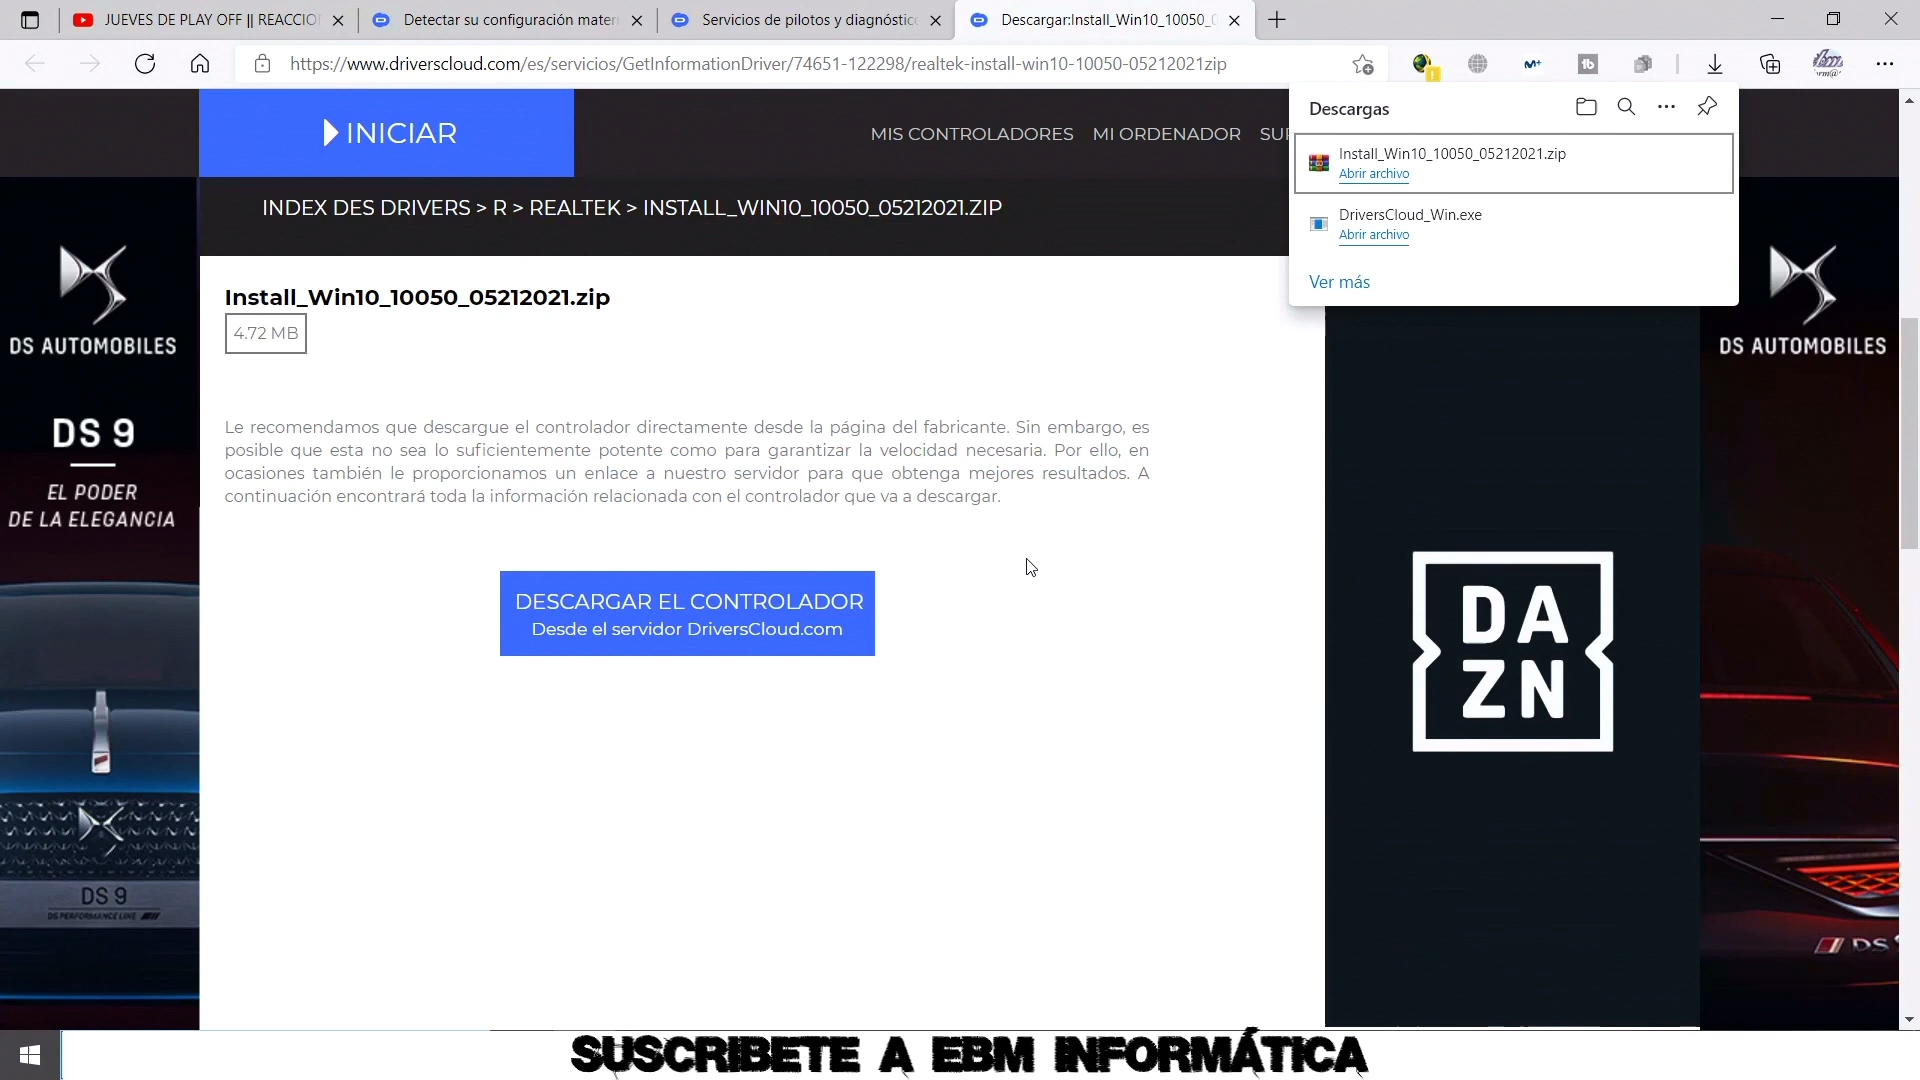 JUEVES DE PLAY OFF || REACCIO
Detectar su configuración mater
Servicios de pilotos y diagnóstic
Descargar:Install_Win10_10050_0
https://www.driverscloud.com/es/servicios/GetInformationDriver/74651-122298/realtek-install-win10-10050-05212021zip
Descargas
Install_Win10_10050_05212021.zip
Abrir archivo
DriversCloud_Win.exe
Abrir archivo
Ver más
INICIAR
MIS CONTROLADORES
MI ORDENADOR
INDEX DES DRIVERS > R > REALTEK > INSTALL_WIN10_10050_05212021.ZIP
Install_Win10_10050_05212021.zip
4.72 MB
Le recomendamos que descargue el controlador directamente desde la página del fabricante. Sin embargo, es
posible que esta no sea lo suficientemente potente como para garantizar la velocidad necesaria. Por ello, en
ocasiones también le proporcionamos un enlace a nuestro servidor para que obtenga mejores resultados. A
continuación encontrará toda la información relacionada con el controlador que va a descargar.
DESCARGAR EL CONTROLADOR
Desde el servidor DriversCloud.com
DS AUTOMOBILES
DS 9
EL PODER
DE LA ELEGANCIA
DS 9
DS PERFORMANCE LINE
DA
ZN
DS AUTOMOBILES
DS
SUSCRIBETE A EBM INFORMÁTICA